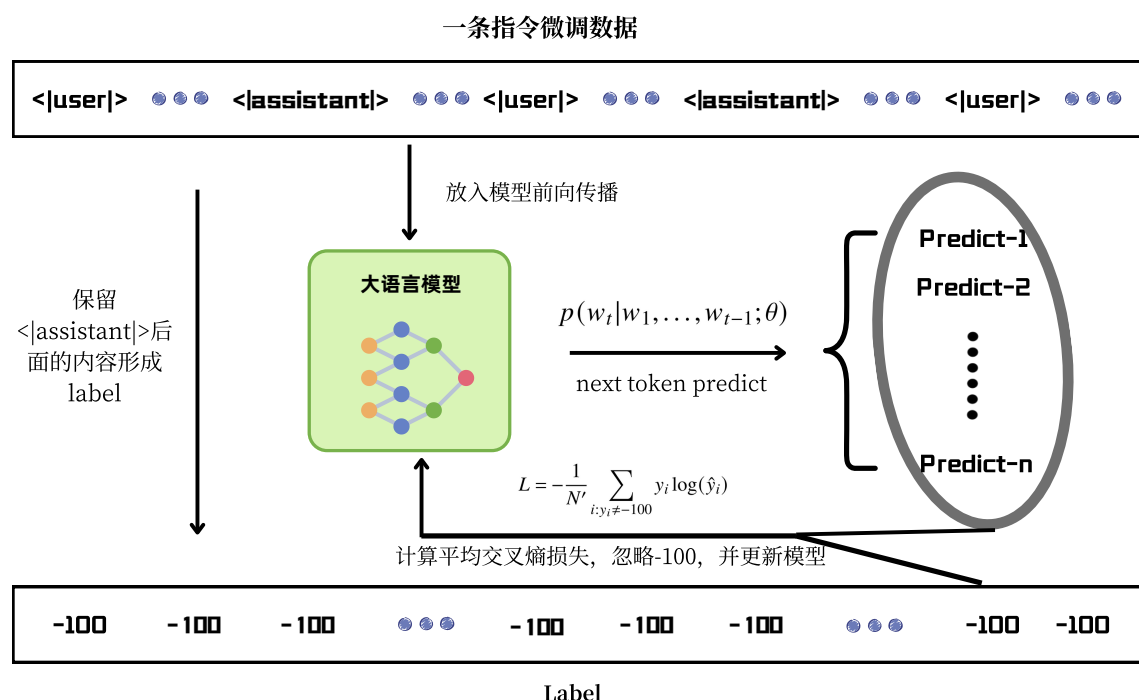 一条指令微调数据
<|user|> <|assistant|> <|user|> <|assistant|> <|user|>
放入模型前向传播
保留
<|assistant|>后
面的内容形成
label
大语言模型
p(w_t|w_1,...,w_{t-1};θ)
next token predict
Predict-1
Predict-2
Predict-n
L = -\frac{1}{N'} \sum_{i:y_i≠-100} y_i log(ŷ_i)
计算平均交叉熵损失，忽略-100，并更新模型
-100 -100 -100 -100 -100 -100 -100 -100
Label